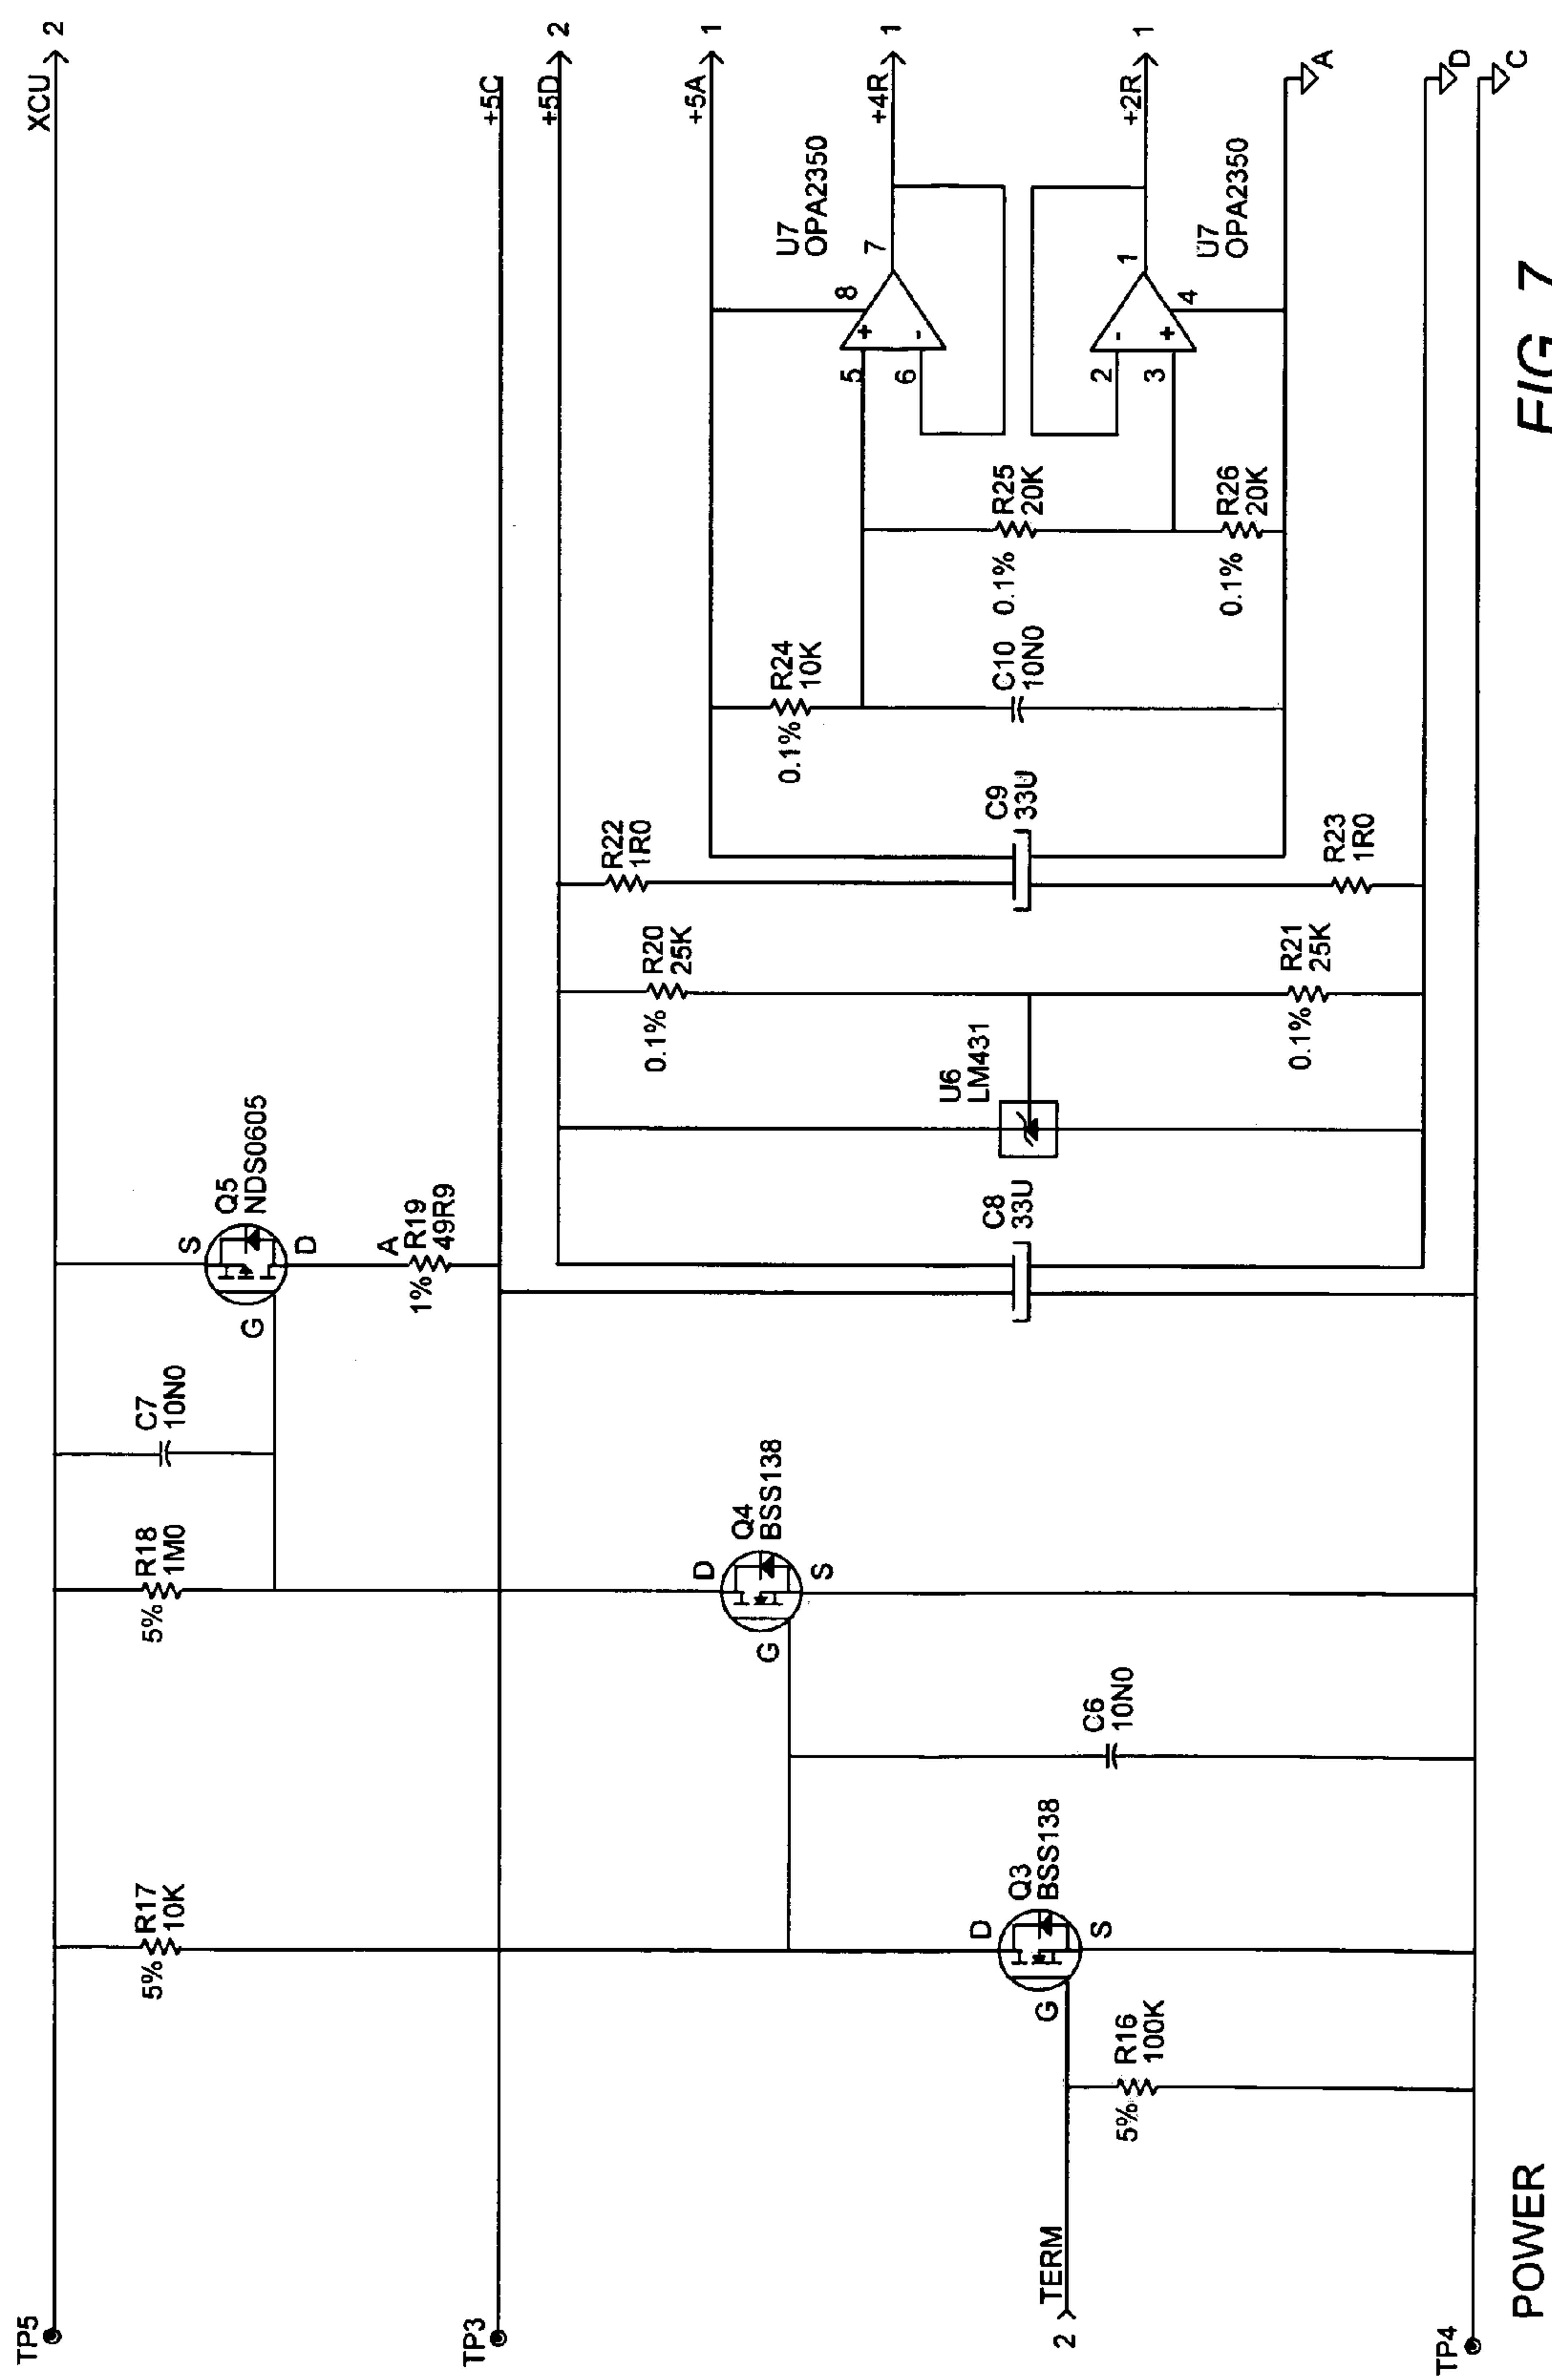 TP5
XCU 2
R17
10K
5%
R18
1M0
5%
C7
10N0
Q5
NDS0605
S
G
D
A
R19
49R9
1%
TP3
+5C
+5D 2
+5A 1
Q4
BSS138
D
G
S
R20
25K
0.1%
R22
1R0
R24
10K
0.1%
U7
OPA2350
5
6
8
7
+
-
+4R 1
C8
33U
U6
LM431
C9
33U
C10
10N0
R25
20K
0.1%
2 TERM
Q3
BSS138
D
G
S
R16
100K
5%
C6
10N0
R21
25K
0.1%
R23
1R0
R26
20K
0.1%
2
3
-
+
1
4
U7
OPA2350
+2R 1
A
D
TP4
C
POWER
FIG. 7